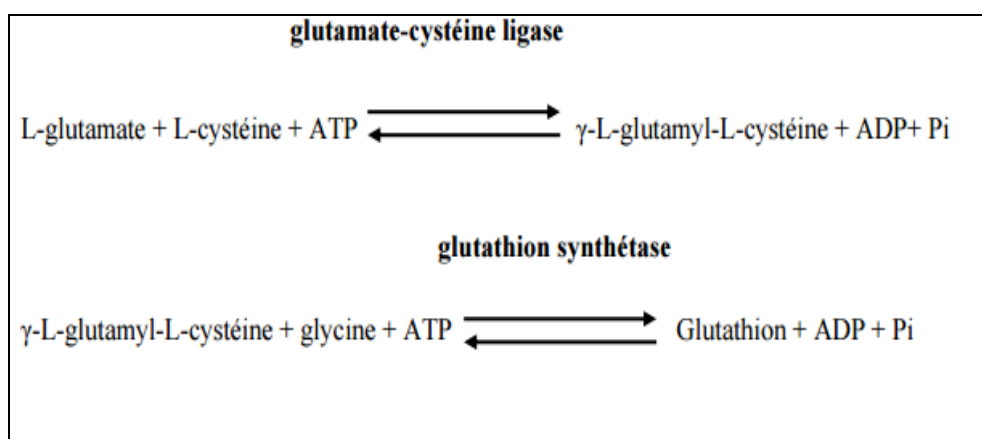 glutamate-cystéine ligase
L-glutamate + L-cystéine + ATP γ-L-glutamyl-L-cystéine + ADP+ Pi
glutathion synthétase
γ-L-glutamyl-L-cystéine + glycine + ATP Glutathion + ADP + Pi